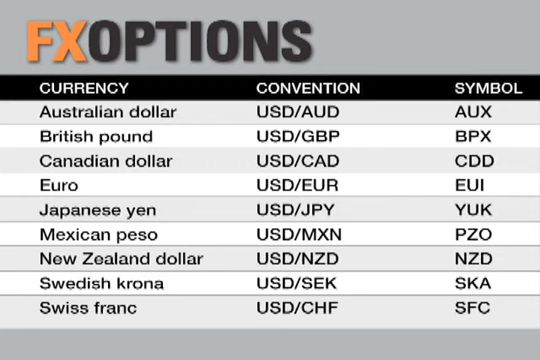 FXOPTIONS
CURRENCY CONVENTION SYMBOL
Australian dollar USD/AUD AUX
British pound USD/GBP BPX
Canadian dollar USD/CAD CDD
Euro USD/EUR EUI
Japanese yen USD/JPY YUK
Mexican peso USD/MXN PZO
New Zealand dollar USD/NZD NZD
Swedish krona USD/SEK SKA
Swiss franc USD/CHF SFC